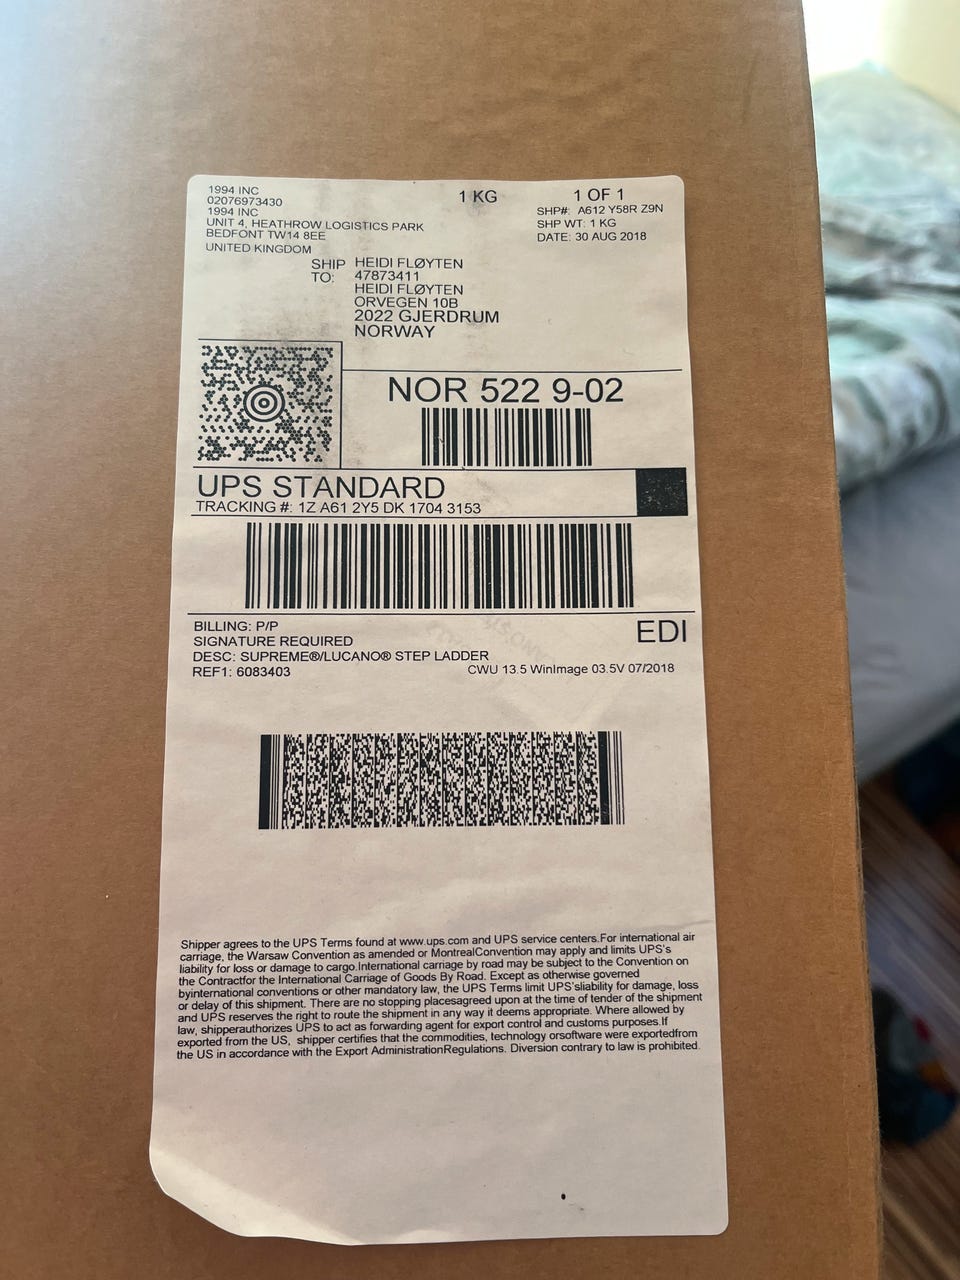 1994 INC
02076973430
1994 INC
UNIT 4, HEATHROW LOGISTICS PARK
BEDFONT TW14 8EE
UNITED KINGDOM
1 KG
1 OF 1
SHP#: A612 Y58R Z9N
SHP WT: 1 KG
DATE: 30 AUG 2018
SHIP TO:
HEIDI FLØYTEN
47873411
HEIDI FLØYTEN
ORVEGEN 10B
2022 GJERDRUM
NORWAY
NOR 522 9-02
UPS STANDARD
TRACKING #: 1Z A61 2Y5 DK 1704 3153
BILLING: P/P
SIGNATURE REQUIRED
DESC: SUPREME®/LUCANO® STEP LADDER
REF1: 6083403
EDI
CWU 13.5 WinImage 03.5V 07/2018
Shipper agrees to the UPS Terms found at www.ups.com and UPS service centers.For international air
carriage, the Warsaw Convention as amended or MontrealConvention may apply and limits UPS's
liability for loss or damage to cargo.International carriage by road may be subject to the Convention on
the Contractfor the International Carriage of Goods By Road. Except as otherwise governed
byinternational conventions or other mandatory law, the UPS Terms limit UPS'sliability for damage, loss
or delay of this shipment. There are no stopping placesagreed upon at the time of tender of the shipment
and UPS reserves the right to route the shipment in any way it deems appropriate. Where allowed by
law, shipperauthorizes UPS to act as forwarding agent for export control and customs purposes.If
exported from the US, shipper certifies that the commodities, technology orsoftware were exportedfrom
the US in accordance with the Export AdministrationRegulations. Diversion contrary to law is prohibited.